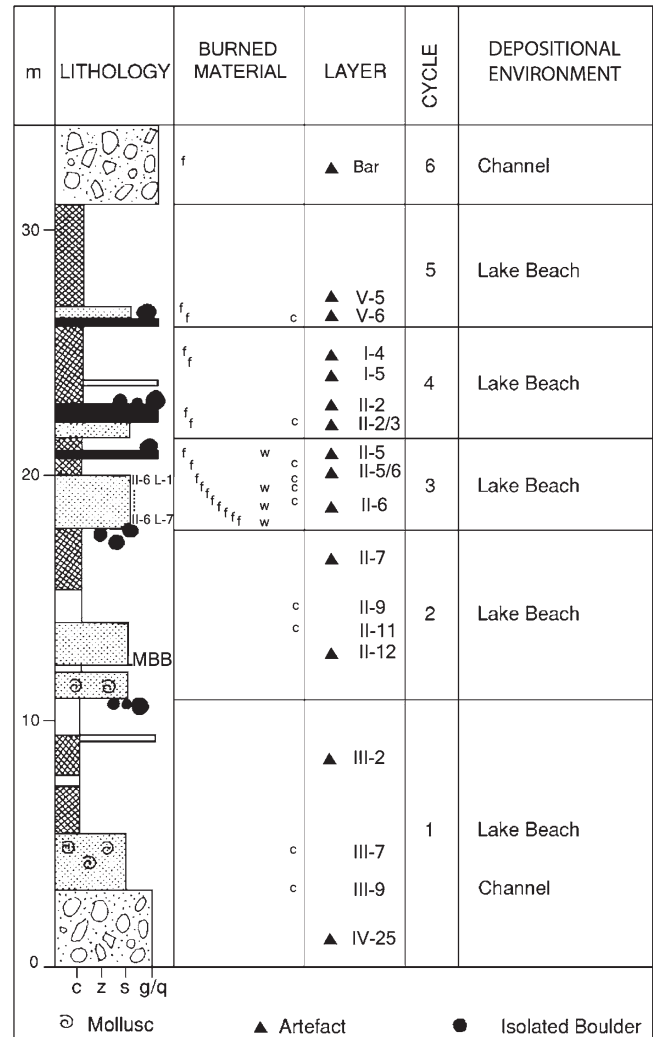 m LITHOLOGY BURNED MATERIAL LAYER CYCLE DEPOSITIONAL ENVIRONMENT
f Bar 6 Channel
30
5 Lake Beach
f V-5
f c V-6
f I-4
f I-5
4 Lake Beach
f II-2
f c II-2/3
f w II-5
f c II-5/6
20
II-6 L-1 f c
f w c 3 Lake Beach
f
f w c II-6
f
II-6 L-7 f f w
II-7
c II-9 2 Lake Beach
c II-11
MBB II-12
10
III-2
1 Lake Beach
c III-7
c III-9 Channel
IV-25
0
c z s g/q
Mollusc Artefact Isolated Boulder